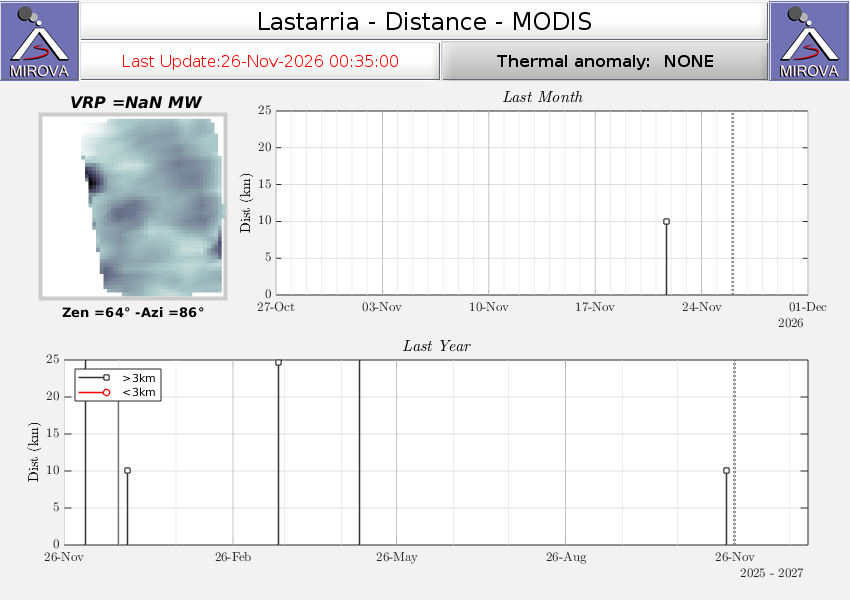 Lastarria - Distance - MODIS
MIROVA
Last Update:26-Nov-2026 00:35:00
Thermal anomaly: NONE
MIROVA
VRP =NaN MW
Zen =64° -Azi =86°
Last Month
Dist (km)
25
20
15
10
5
0
27-Oct
03-Nov
10-Nov
17-Nov
24-Nov
01-Dec
2026
Last Year
Dist (km)
25
20
15
10
5
0
>3km
<3km
26-Nov
26-Feb
26-May
26-Aug
26-Nov
2025 - 2027